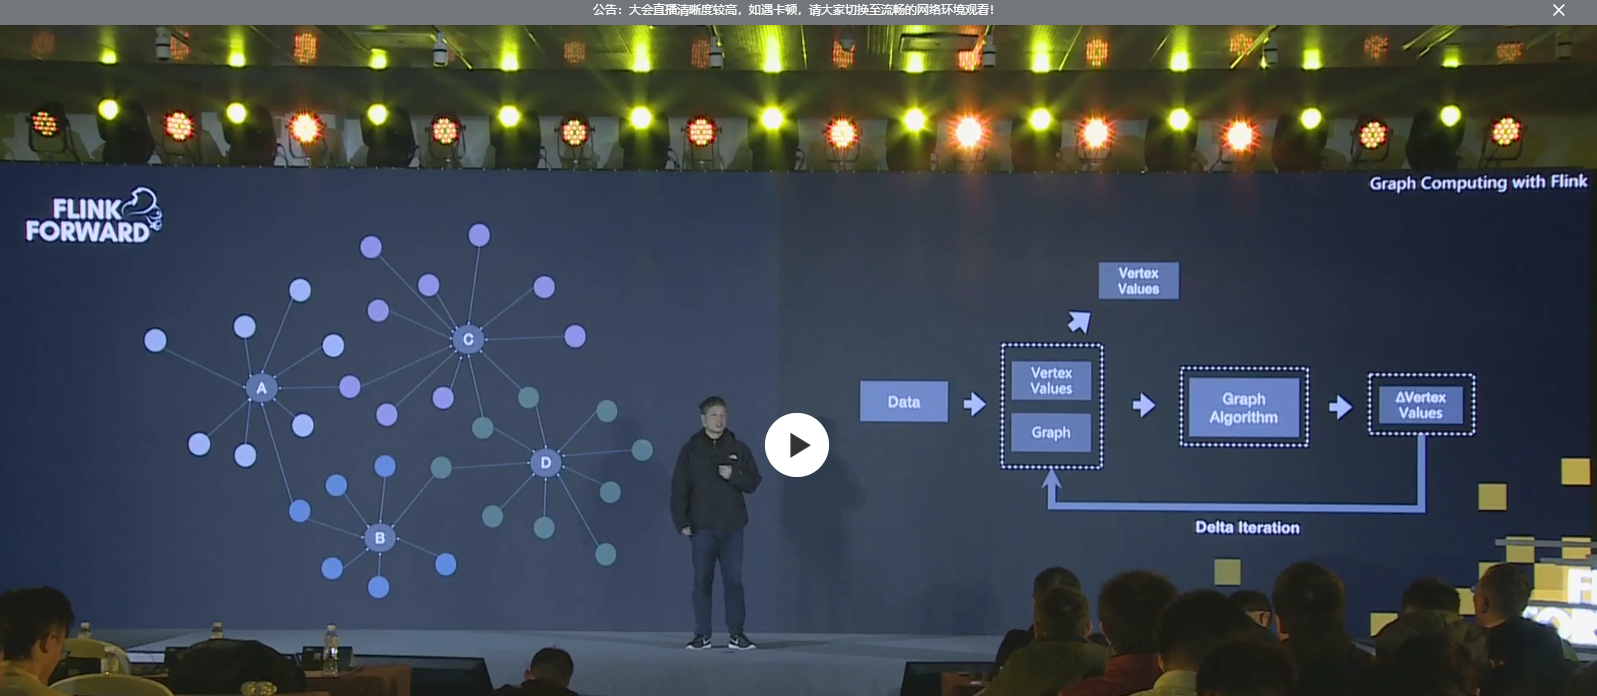 公告：大会直播清晰度较高，如遇卡顿，请大家切换至流畅的网络环境观看！
FLINK
FORWARD
Graph Computing with Flink
Vertex
Values
C
A
D
B
Data
Vertex
Values
Graph
Graph
Algorithm
ΔVertex
Values
Delta Iteration